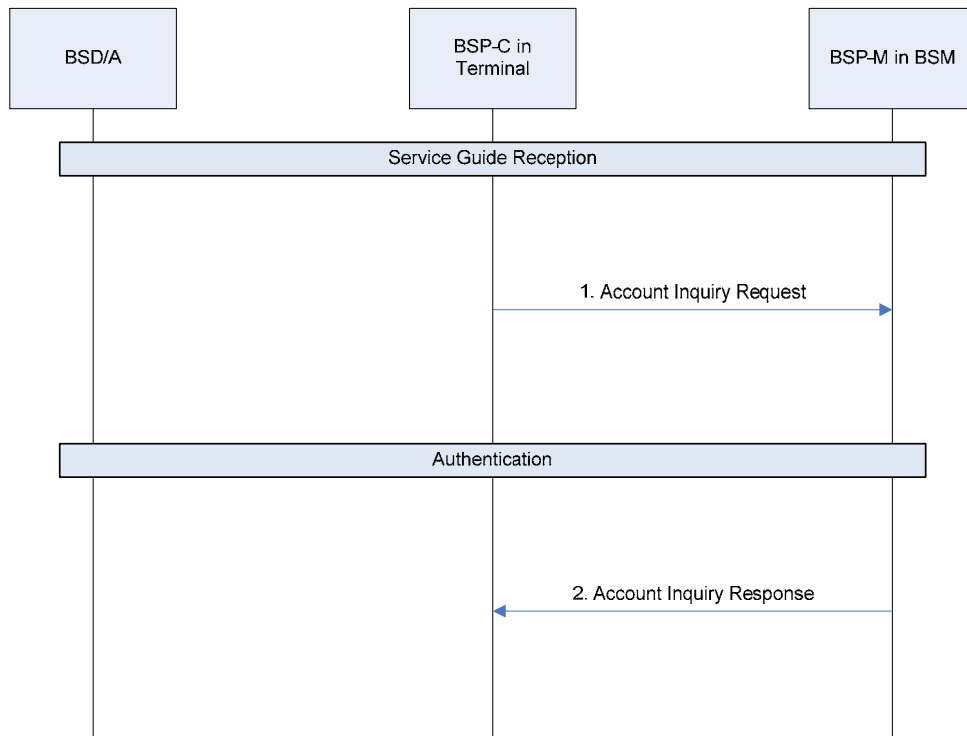 BSD/A
BSP-C in
Terminal
BSP-M in BSM
Service Guide Reception
1. Account Inquiry Request
Authentication
2. Account Inquiry Response